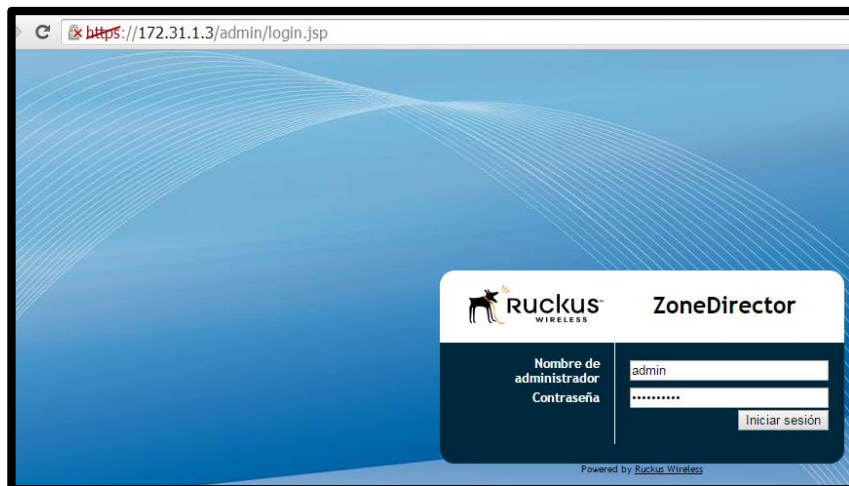 https://172.31.1.3/admin/login.jsp
RUCKUS WIRELESS
ZoneDirector
Nombre de administrador
admin
Contraseña
••••••••••
Iniciar sesión
Powered by Ruckus Wireless